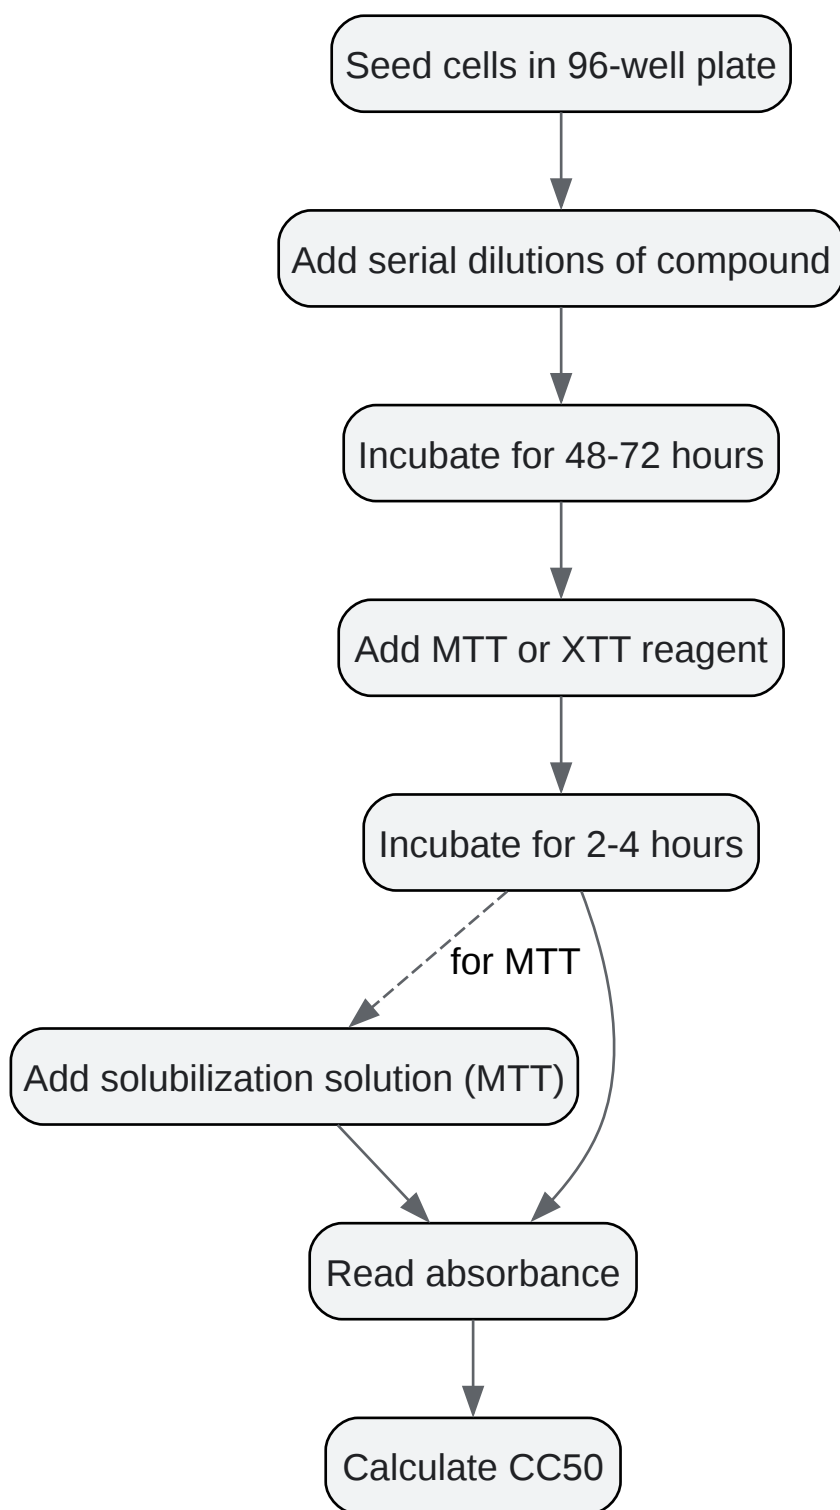 Seed cells in 96-well plate
Add serial dilutions of compound
Incubate for 48-72 hours
Add MTT or XTT reagent
Incubate for 2-4 hours
for MTT
Add solubilization solution (MTT)
Read absorbance
Calculate CC50